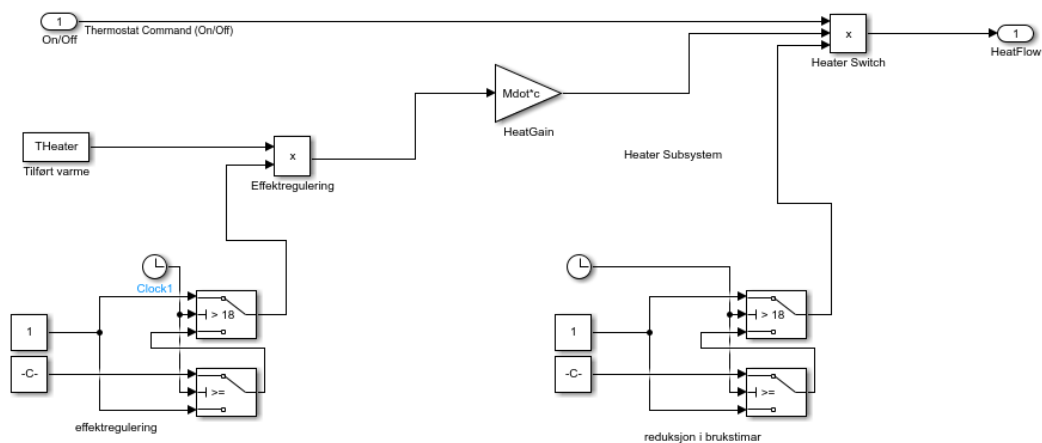 1
On/Off
Thermostat Command (On/Off)
x
Heater Switch
1
HeatFlow
Mdot*c
HeatGain
THeater
Tilført varme
x
Effektregulering
Heater Subsystem
Clock1
> 18
1
-C-
>=
effektregulering
> 18
1
-C-
>=
reduksjon i brukstimar